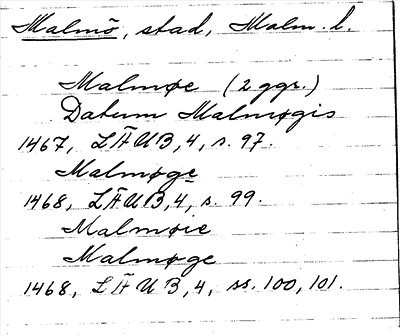 Malmö, stad, Malm. l.
Malmøe (2 ggr.)
Datum Malmøgis
1467, LÄUB, 4, s. 97.
Malmøge
1468, LÄUB, 4, s. 99.
Malmøie
Malmøge
1468, LÄUB, 4, ss. 100, 101.